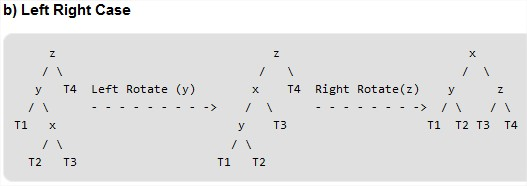 b) Left Right Case
z z x
/ \ / \ / \
y T4 Left Rotate (y) x T4 Right Rotate(z) y z
/ \ - - - - - - - - -> / \ - - - - - - - -> / \ / \
T1 x y T3 T1 T2 T3 T4
/ \ / \
T2 T3 T1 T2